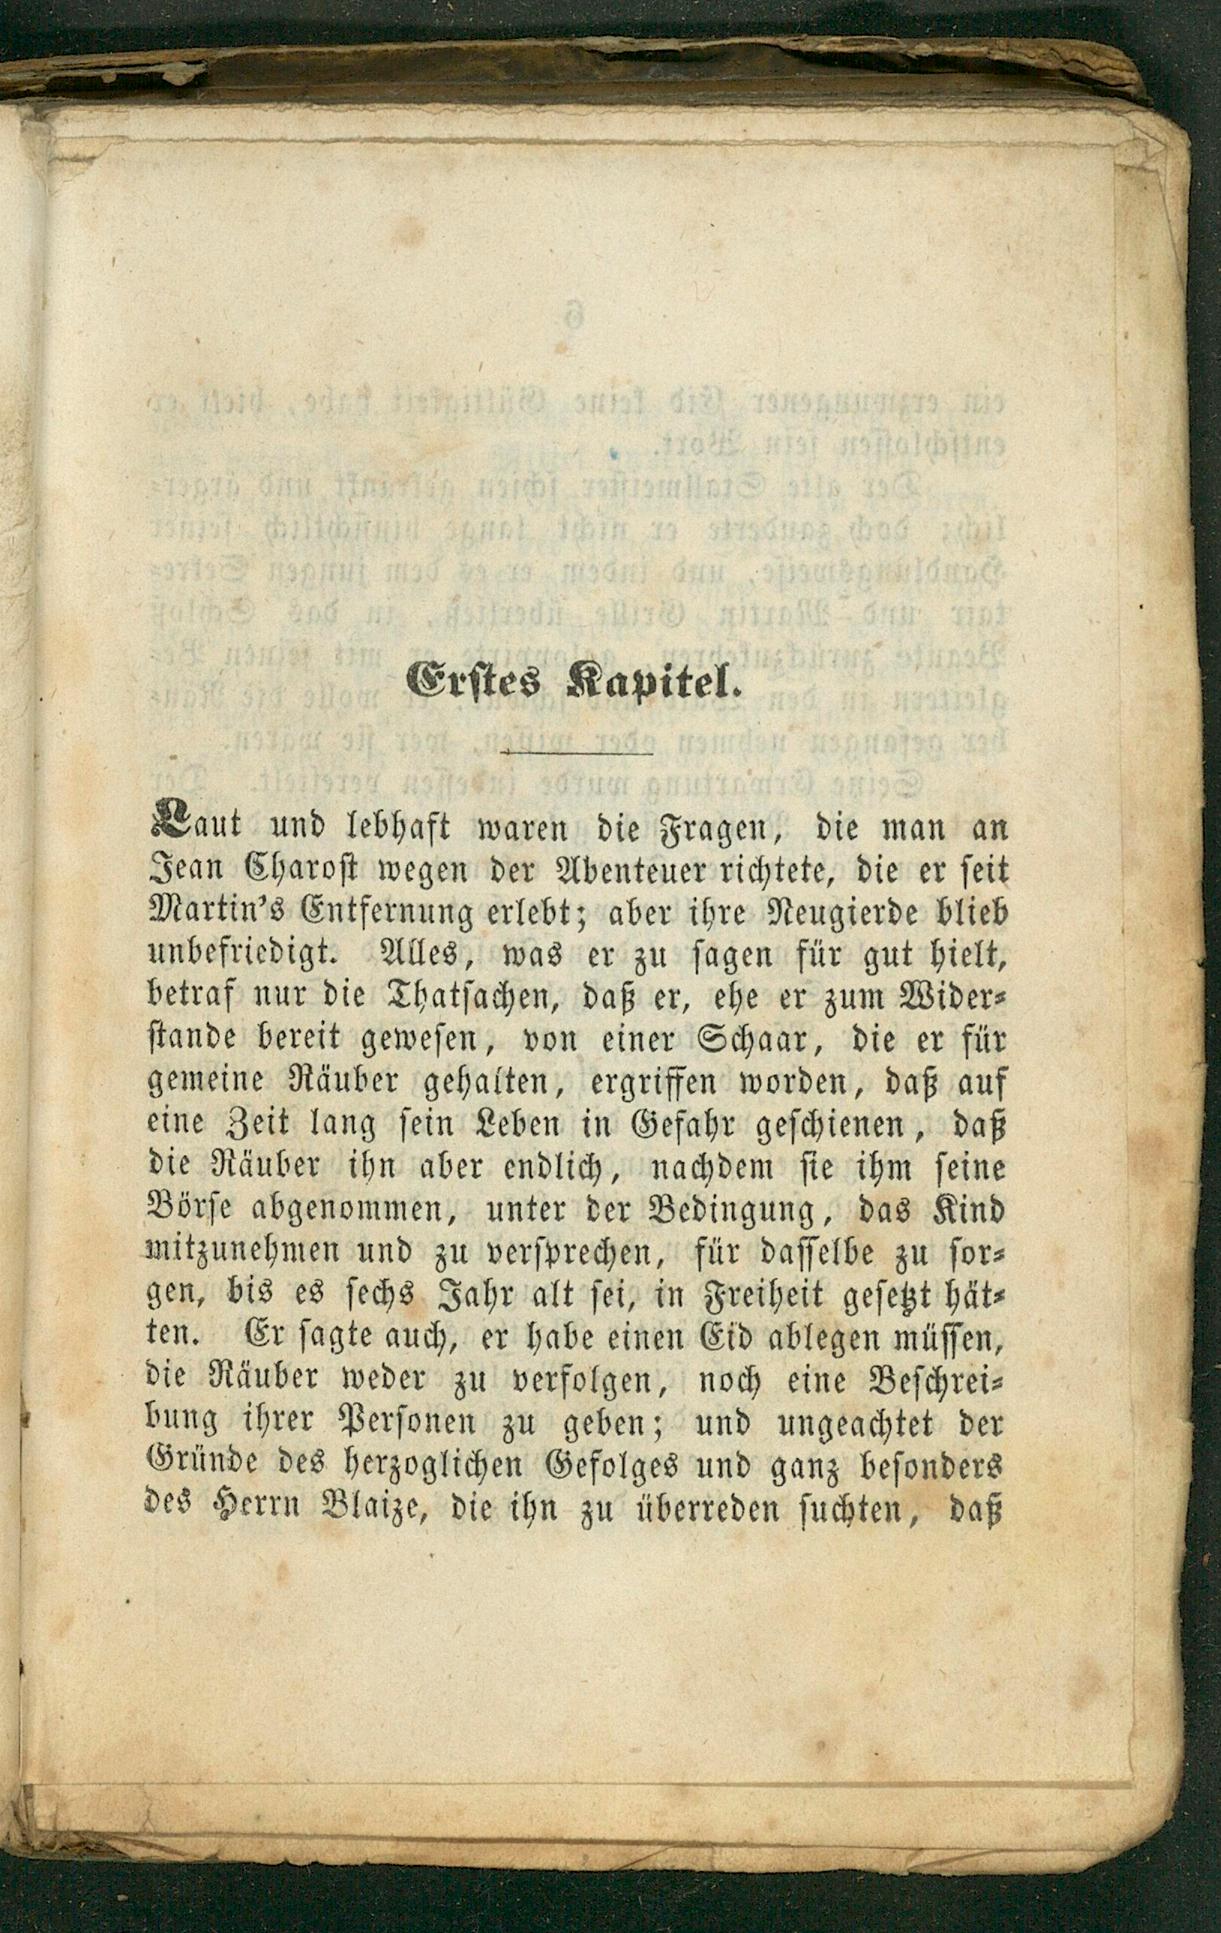 Erstes Kapitel.
Laut und lebhaft waren die Fragen, die man an
Jean Charost wegen der Abenteuer richtete, die er seit
Martin's Entfernung erlebt; aber ihre Neugierde blieb
unbefriedigt. Alles, was er zu sagen für gut hielt,
betraf nur die Thatsachen, daß er, ehe er zum Wider-
stande bereit gewesen, von einer Schaar, die er für
gemeine Räuber gehalten, ergriffen worden, daß auf
eine Zeit lang sein Leben in Gefahr geschienen, daß
die Räuber ihn aber endlich, nachdem sie ihm seine
Börse abgenommen, unter der Bedingung, das Kind
mitzunehmen und zu versprechen, für dasselbe zu sor-
gen, bis es sechs Jahr alt sei, in Freiheit gesetzt hät-
ten. Er sagte auch, er habe einen Eid ablegen müssen,
die Räuber weder zu verfolgen, noch eine Beschrei-
bung ihrer Personen zu geben; und ungeachtet der
Gründe des herzoglichen Gefolges und ganz besonders
des Herrn Blaize, die ihn zu überreden suchten, daß